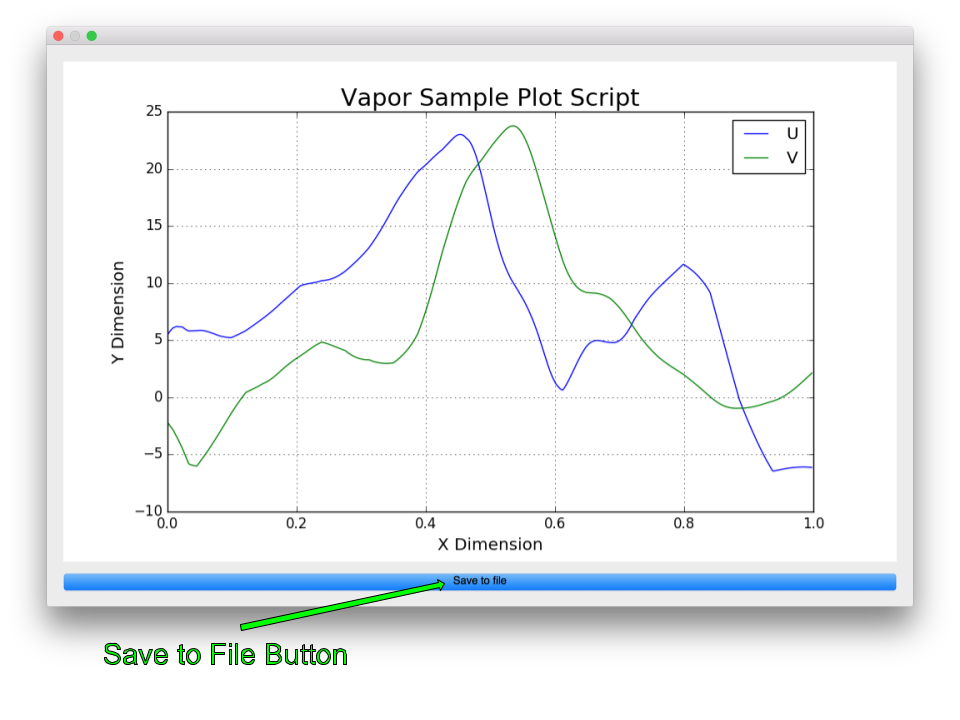 Vapor Sample Plot Script
25
20
15
10
5
0
−5
−10
Y Dimension
U
V
0.0 0.2 0.4 0.6 0.8 1.0
X Dimension
Save to file
Save to File Button